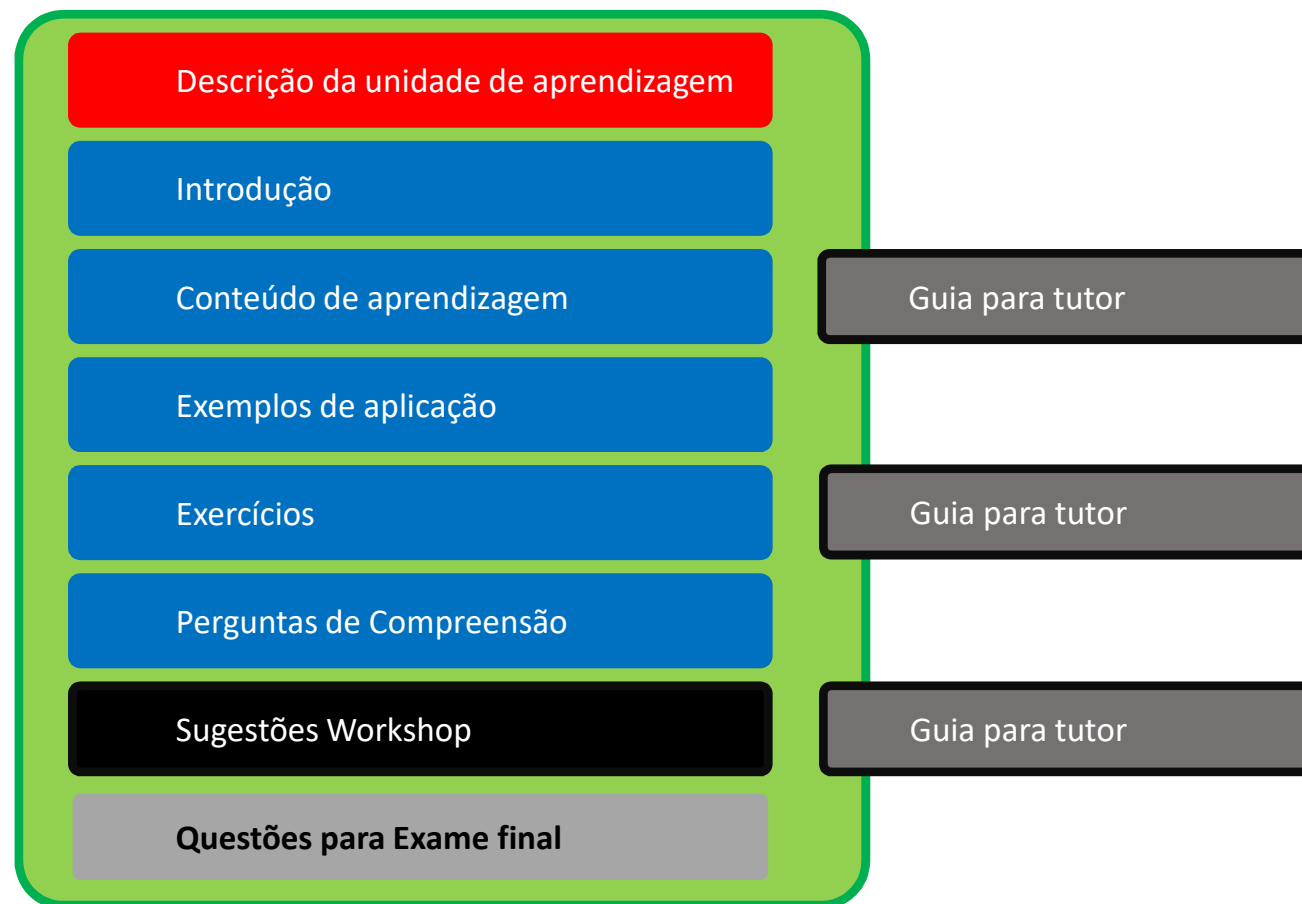 Descrição da unidade de aprendizagem
Introdução
Conteúdo de aprendizagem
Guia para tutor
Exemplos de aplicação
Exercícios
Guia para tutor
Perguntas de Compreensão
Sugestões Workshop
Guia para tutor
Questões para Exame final